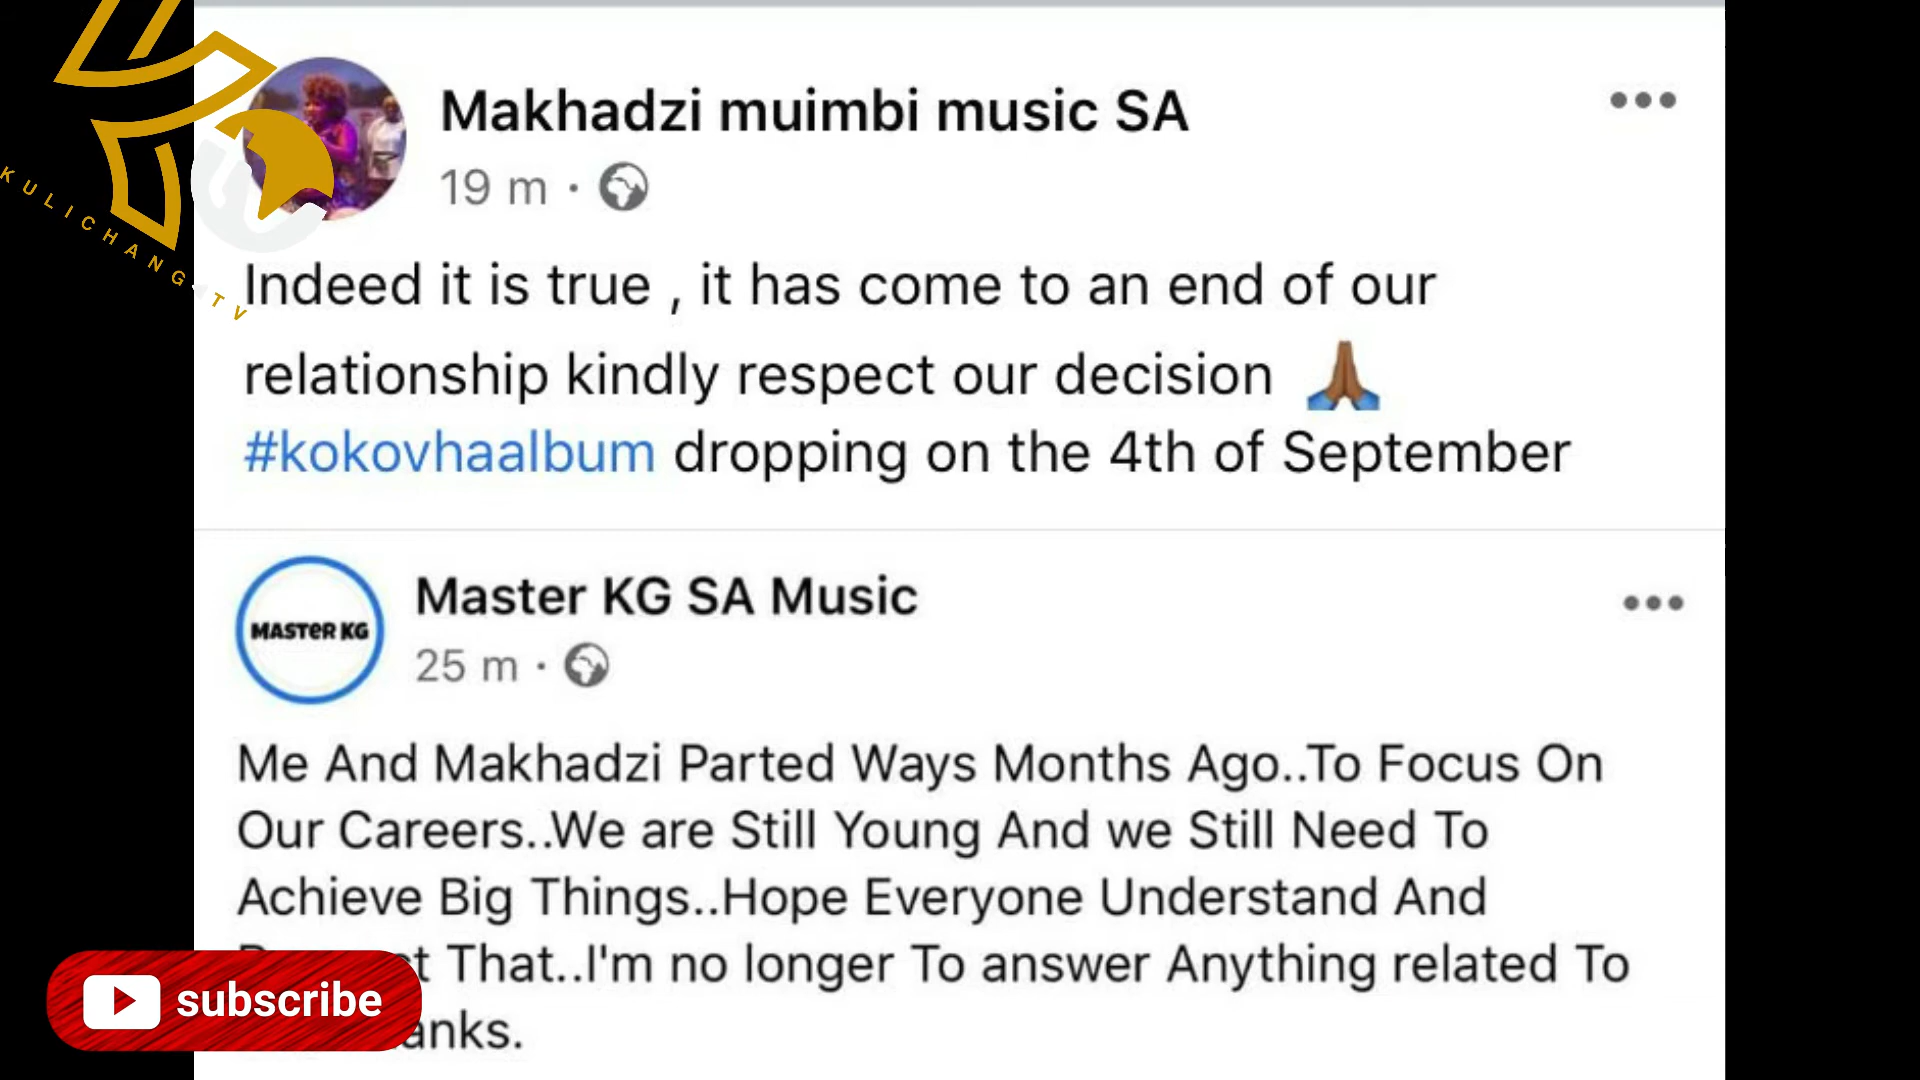 KULICHANG TV
Makhadzi muimbi music SA
19 m
Indeed it is true , it has come to an end of our
relationship kindly respect our decision 🙏🏾
#kokovhaalbum dropping on the 4th of September
MASTER KG
Master KG SA Music
25 m
Me And Makhadzi Parted Ways Months Ago..To Focus On
Our Careers..We are Still Young And we Still Need To
Achieve Big Things..Hope Everyone Understand And
That..I'm no longer To answer Anything related To
subscribe